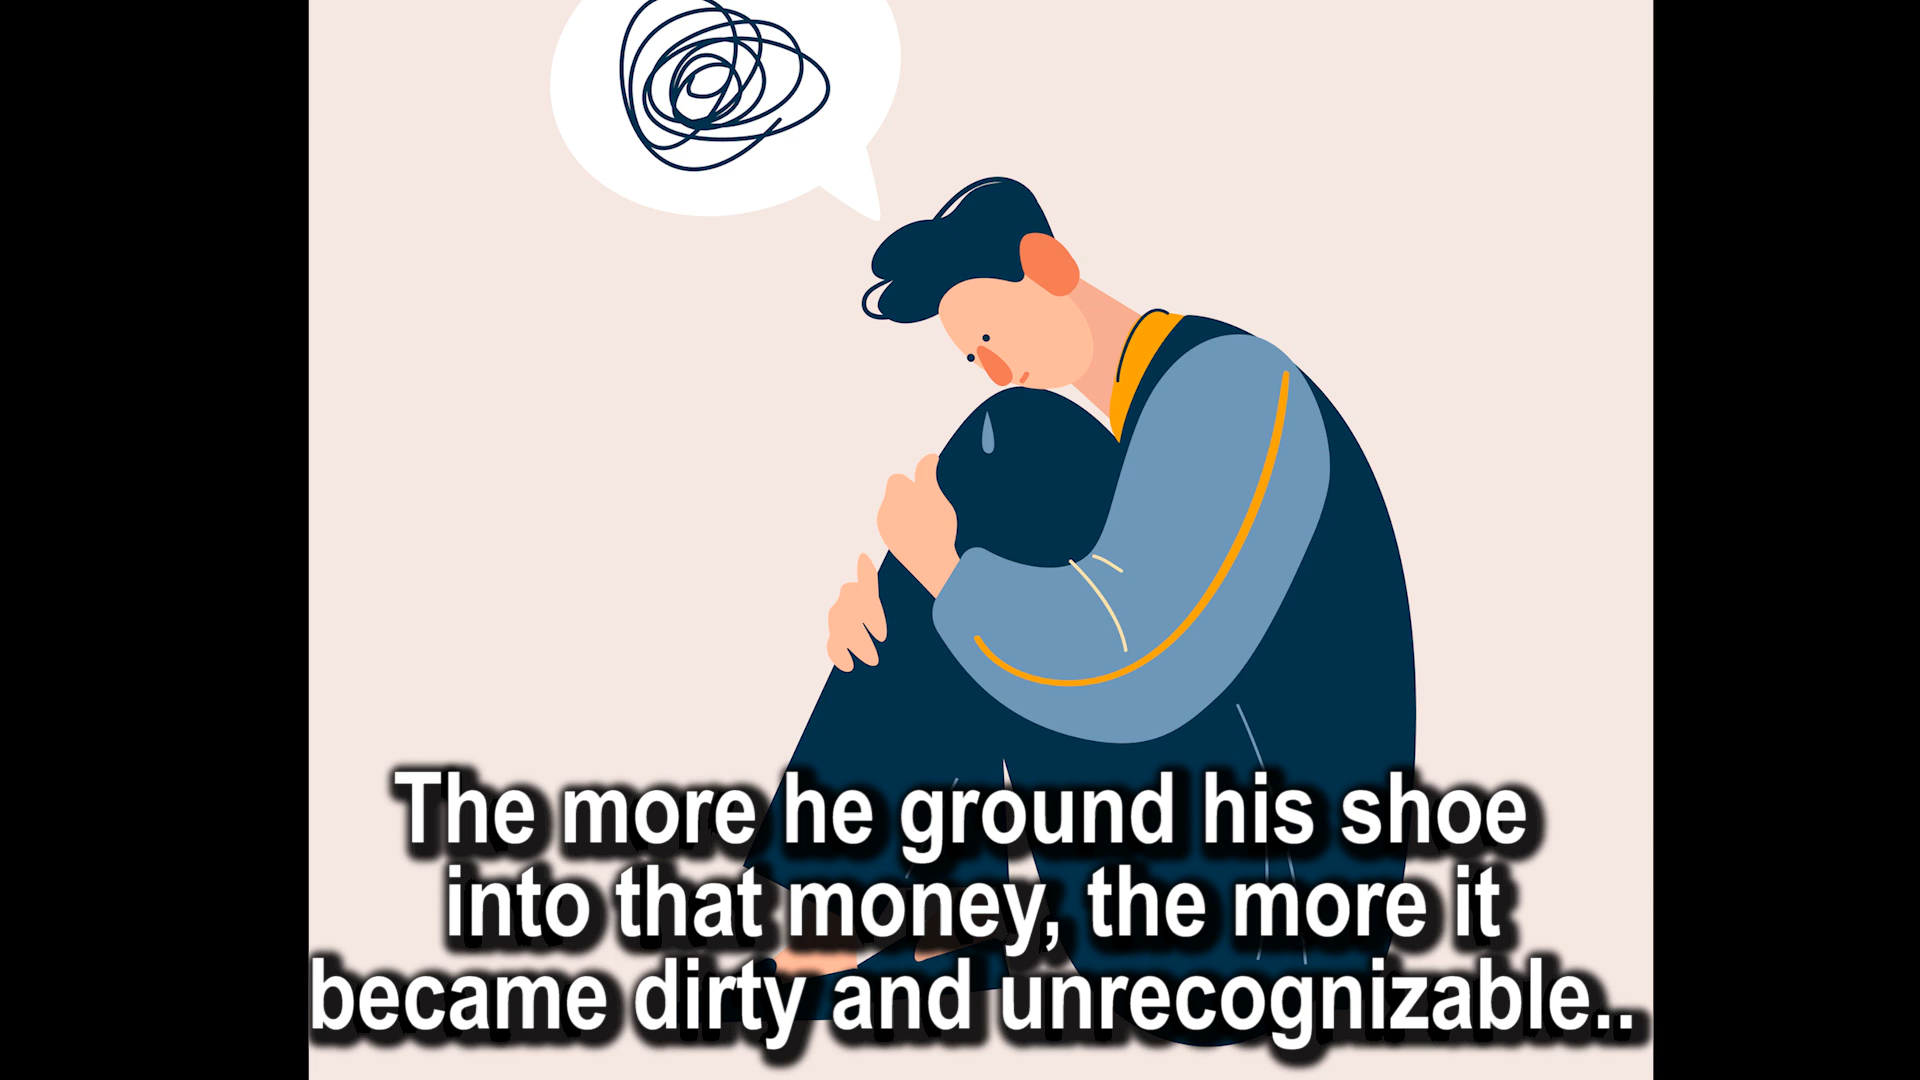 The more he ground his shoe
into that money, the more it
became dirty and unrecognizable..